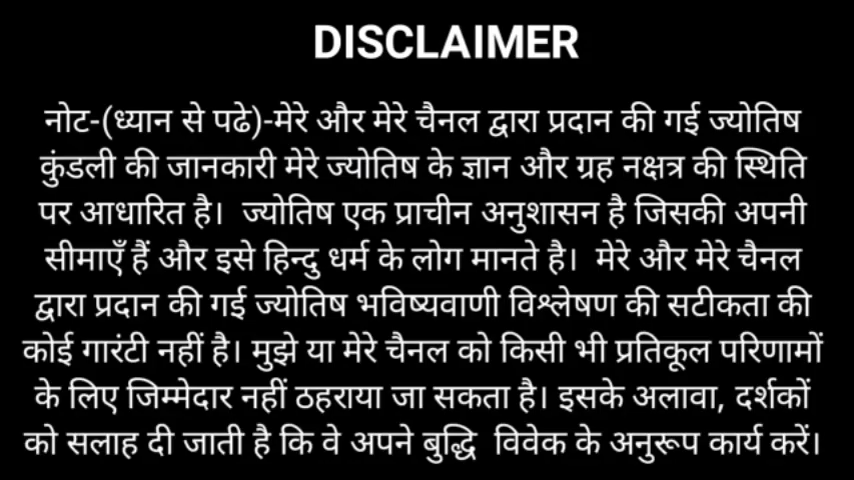 DISCLAIMER
नोट-(ध्यान से पढे)-मेरे और मेरे चैनल द्वारा प्रदान की गई ज्योतिष
कुंडली की जानकारी मेरे ज्योतिष के ज्ञान और ग्रह नक्षत्र की स्थिति
पर आधारित है।  ज्योतिष एक प्राचीन अनुशासन है जिसकी अपनी
सीमाएँ हैं और इसे हिन्दु धर्म के लोग मानते है।  मेरे और मेरे चैनल
द्वारा प्रदान की गई ज्योतिष भविष्यवाणी विश्लेषण की सटीकता की
कोई गारंटी नहीं है। मुझे या मेरे चैनल को किसी भी प्रतिकूल परिणामों
के लिए जिम्मेदार नहीं ठहराया जा सकता है। इसके अलावा, दर्शकों
को सलाह दी जाती है कि वे अपने बुद्धि  विवेक के अनुरूप कार्य करें।